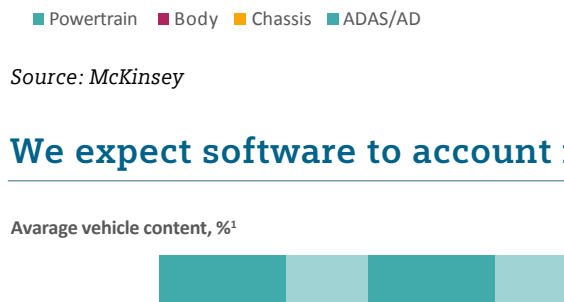 Powertrain Body Chassis ADAS/AD
Source: McKinsey
We expect software to account
Avarage vehicle content, %¹